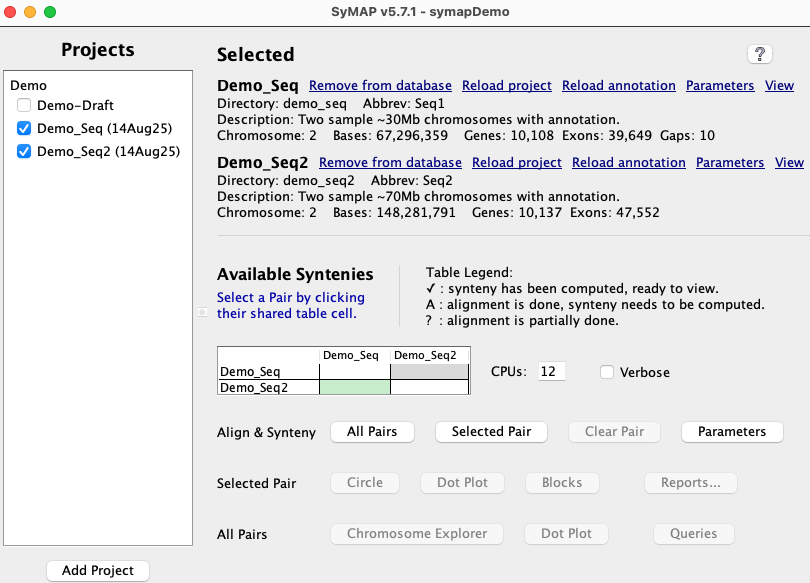 SyMAP v5.7.1 - symapDemo
Projects
Demo
Demo-Draft
Demo_Seq (14Aug25)
Demo_Seq2 (14Aug25)
Add Project
Selected
?
Demo_Seq Remove from database Reload project Reload annotation Parameters View
Directory: demo_seq Abbrev: Seq1
Description: Two sample ~30Mb chromosomes with annotation.
Chromosome: 2 Bases: 67,296,359 Genes: 10,108 Exons: 39,649 Gaps: 10
Demo_Seq2 Remove from database Reload project Reload annotation Parameters View
Directory: demo_seq2 Abbrev: Seq2
Description: Two sample ~70Mb chromosomes with annotation.
Chromosome: 2 Bases: 148,281,791 Genes: 10,137 Exons: 47,552
Available Syntenies
Select a Pair by clicking
their shared table cell.
Table Legend:
✓ : synteny has been computed, ready to view.
A : alignment is done, synteny needs to be computed.
? : alignment is partially done.
Demo_Seq Demo_Seq2
Demo_Seq
Demo_Seq2
CPUs: 12 Verbose
Align & Synteny All Pairs Selected Pair Clear Pair Parameters
Selected Pair Circle Dot Plot Blocks Reports...
All Pairs Chromosome Explorer Dot Plot Queries